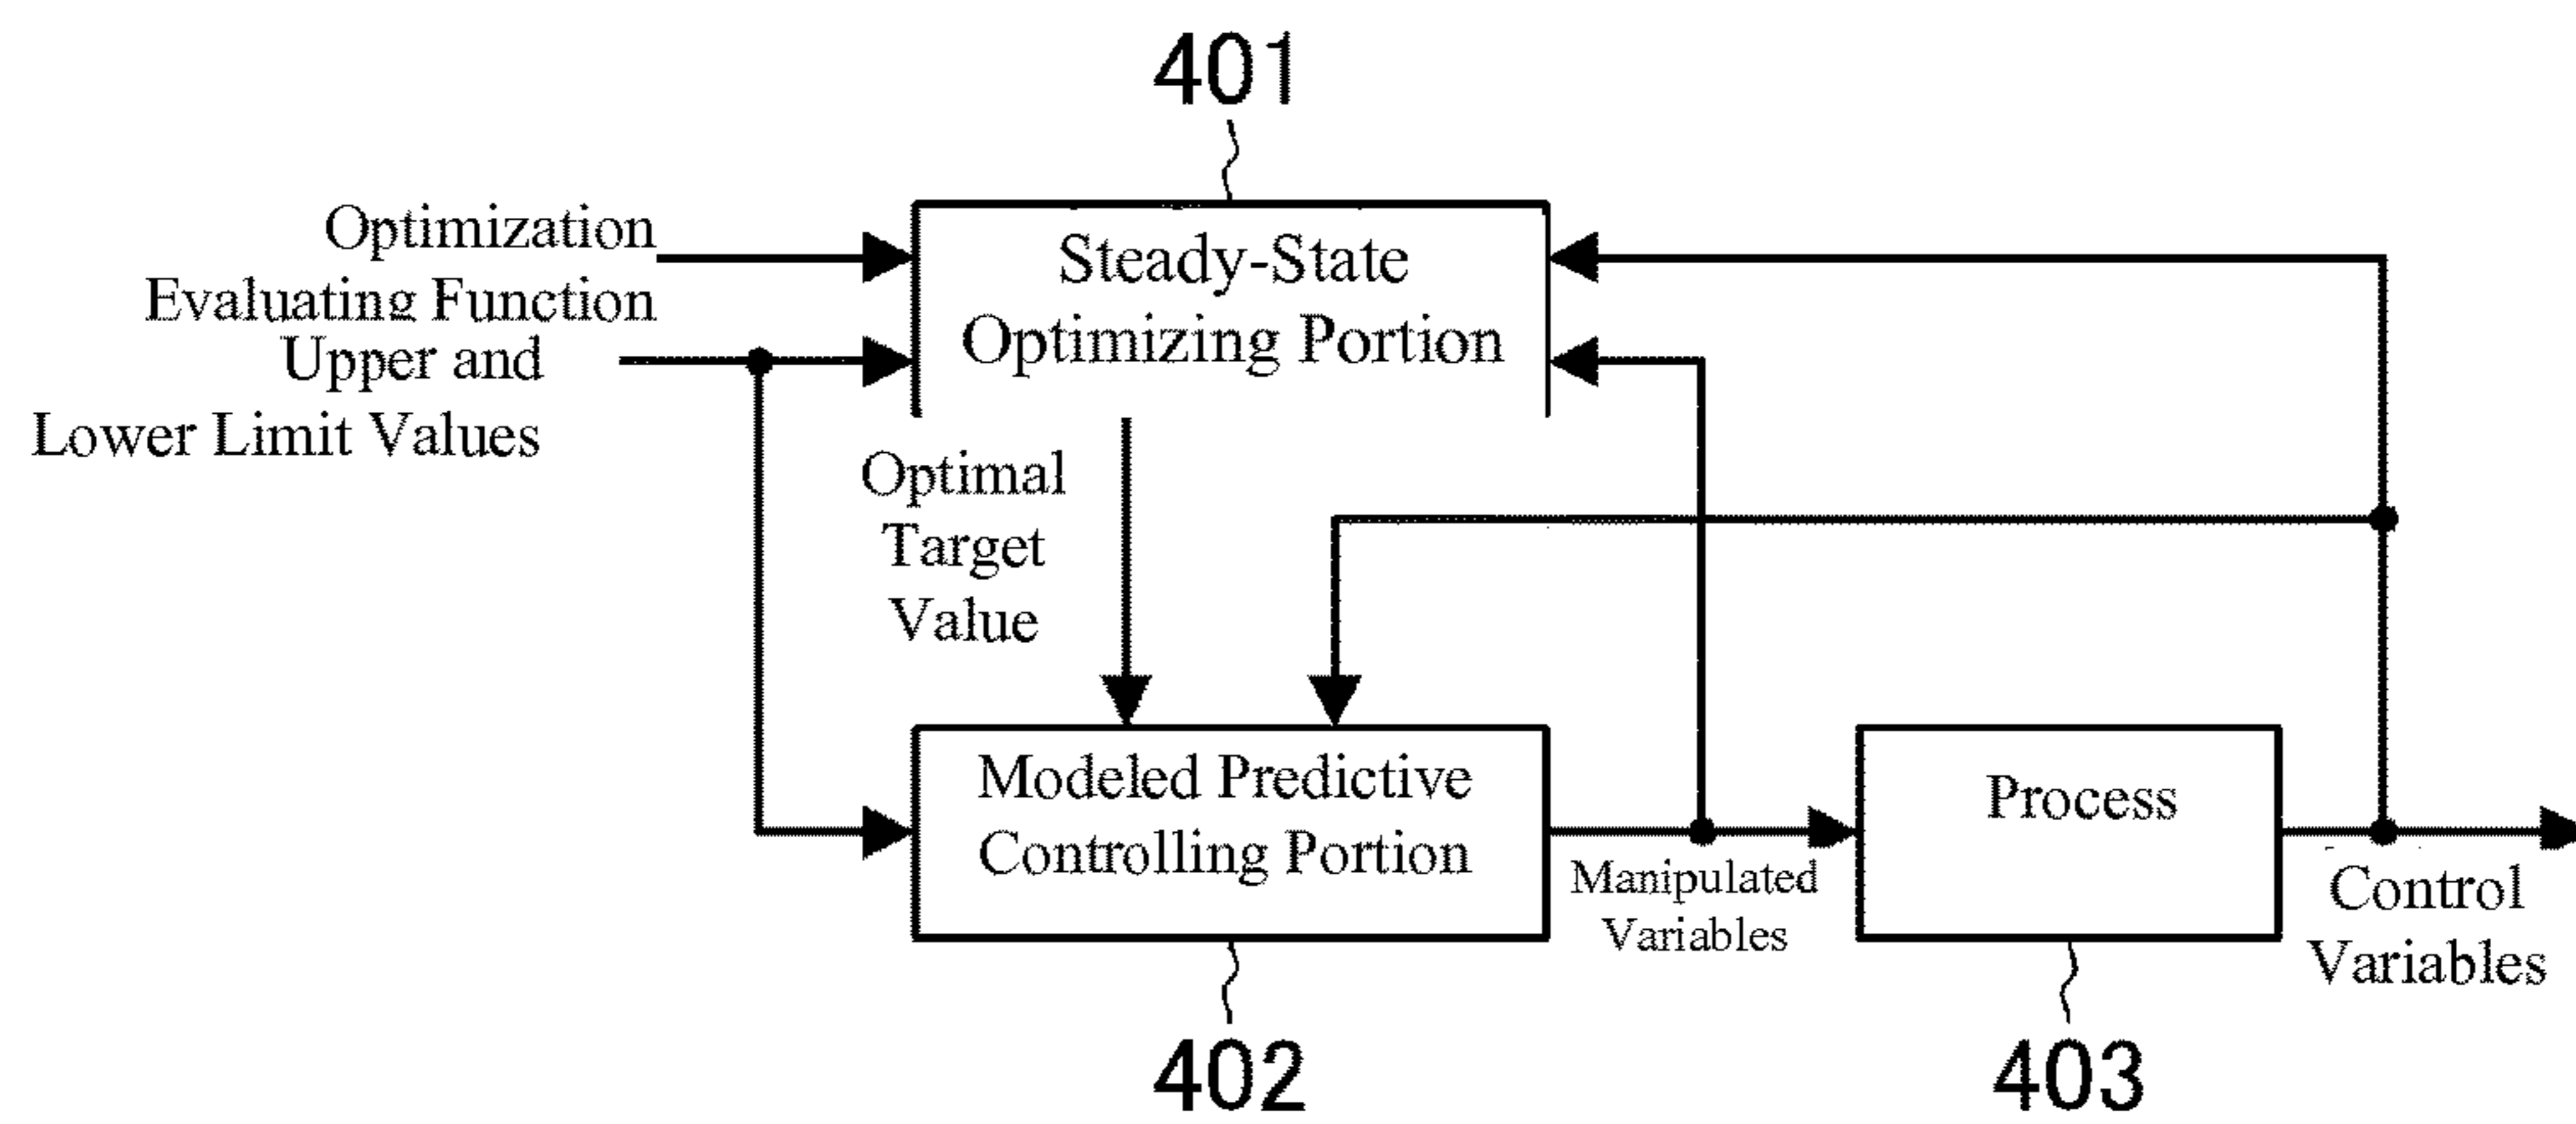 401
Optimization
Evaluating Function
Upper and
Lower Limit Values
Steady-State
Optimizing Portion
Optimal
Target
Value
Modeled Predictive
Controlling Portion
Manipulated
Variables
Process
Control
Variables
402
403